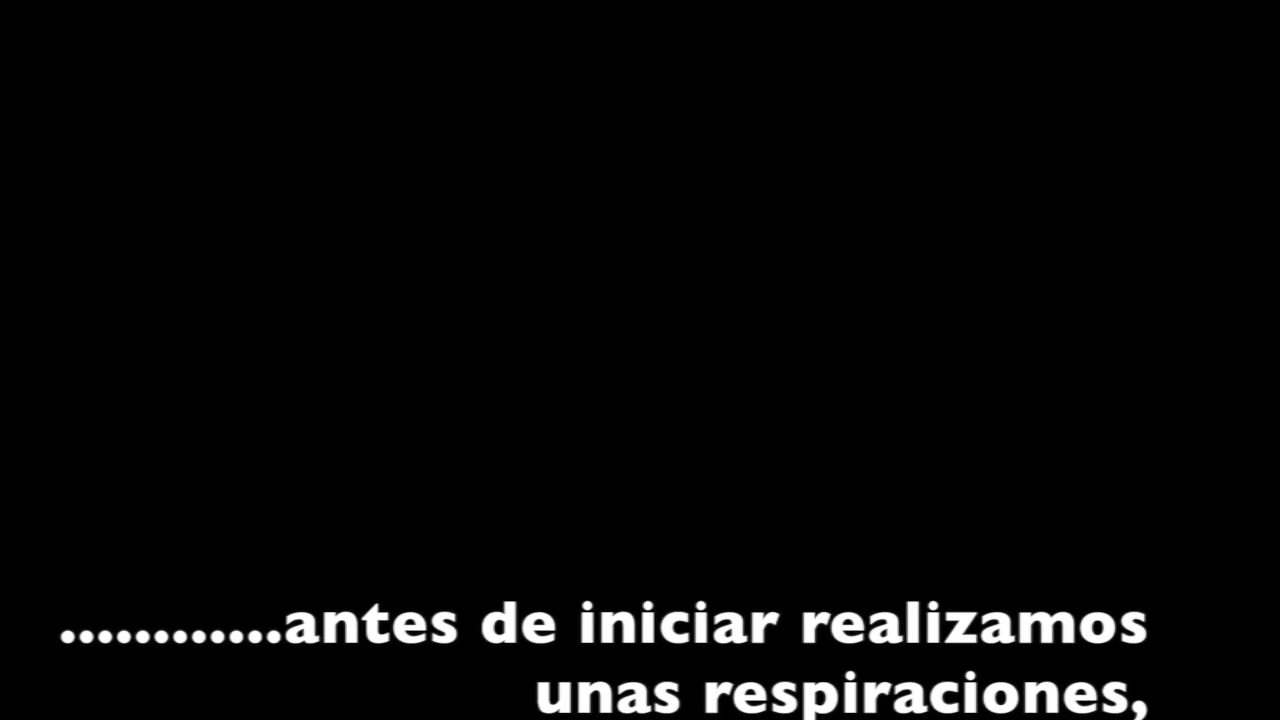 ............antes de iniciar realizamos
unas respiraciones,